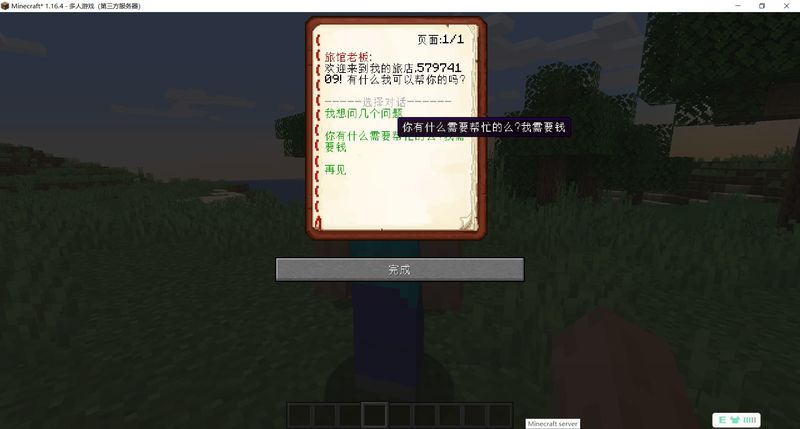 Minecraft* 1.16.4 - 多人游戏（第三方服务器）
页面:1/1
旅馆老板:
欢迎来到我的旅店,579741
09! 有什么我可以帮你的吗?
-----选择对话------
我想问几个问题
你有什么需要帮忙的么?我需要钱
你有什么需要帮忙的么?我需
要钱
再见
完成
Minecraft server
E